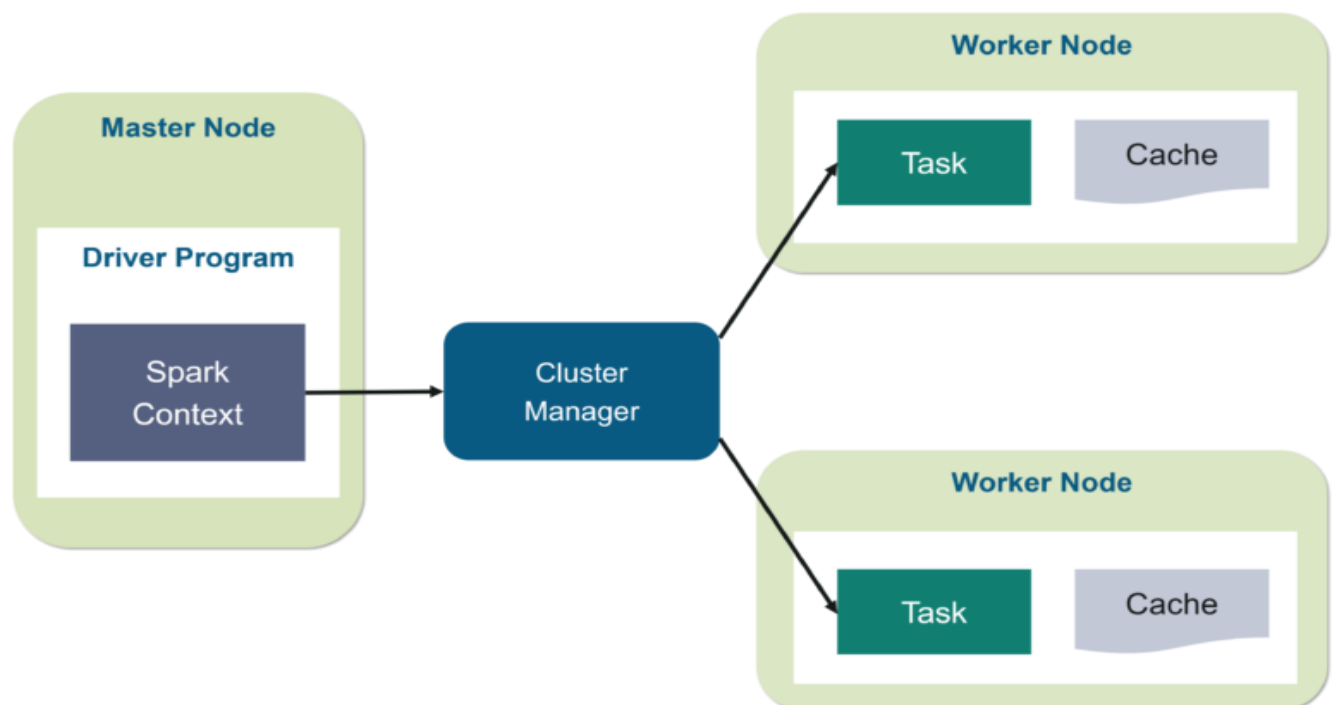 Master Node
Driver Program
Spark
Context
Cluster
Manager
Worker Node
Task
Cache
Worker Node
Task
Cache